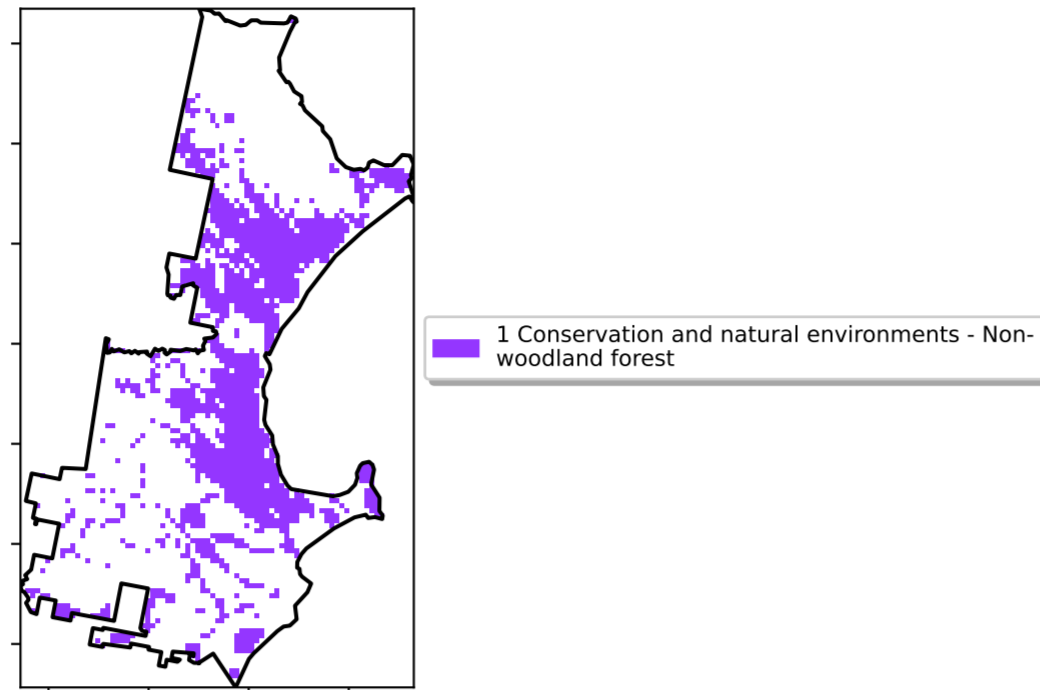 1 Conservation and natural environments - Non-
woodland forest